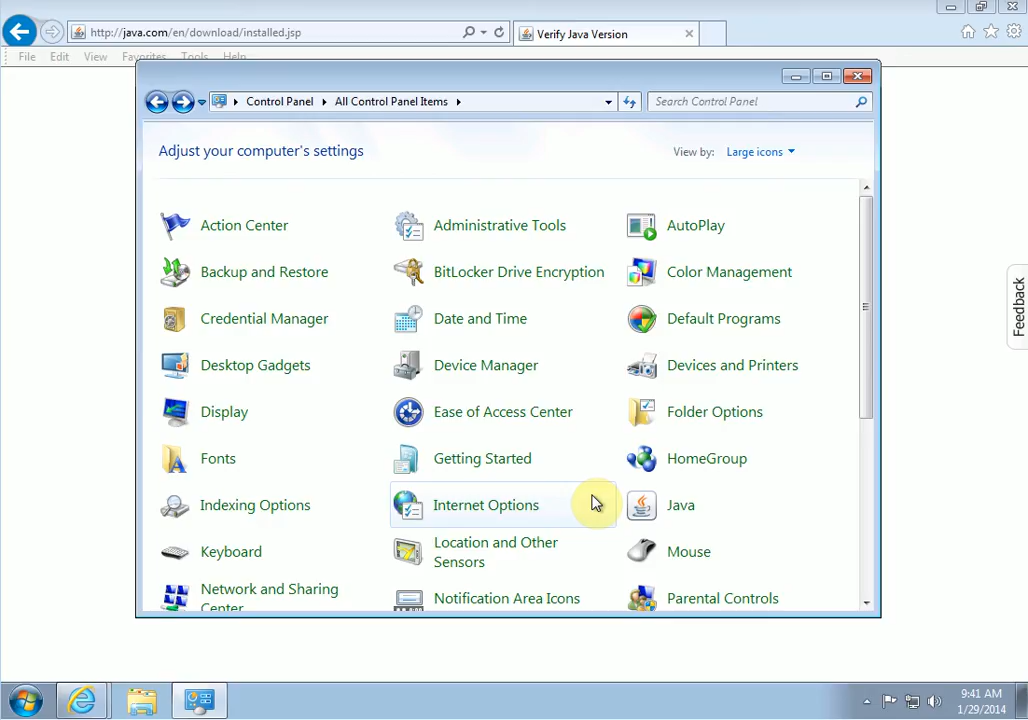 http://java.com/en/download/installed.jsp
Verify Java Version
File Edit View Favorites Tools Help
Control Panel All Control Panel Items
Search Control Panel
Adjust your computer's settings
View by: Large icons
Action Center
Administrative Tools
AutoPlay
Backup and Restore
BitLocker Drive Encryption
Color Management
Credential Manager
Date and Time
Default Programs
Desktop Gadgets
Device Manager
Devices and Printers
Display
Ease of Access Center
Folder Options
Fonts
Getting Started
HomeGroup
Indexing Options
Internet Options
Java
Keyboard
Location and Other
Sensors
Mouse
Network and Sharing
Center
Notification Area Icons
Parental Controls
Feedback
9:41 AM
1/29/2014